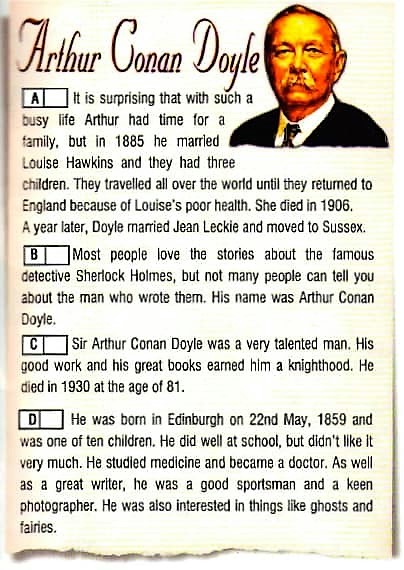 Arthur Conan Doyle
A It is surprising that with such a
busy life Arthur had time for a
family, but in 1885 he married
Louise Hawkins and they had three
children. They travelled all over the world until they returned to
England because of Louise's poor health. She died in 1906.
A year later, Doyle married Jean Leckie and moved to Sussex.
B Most people love the stories about the famous
detective Sherlock Holmes, but not many people can tell you
about the man who wrote them. His name was Arthur Conan
Doyle.
C Sir Arthur Conan Doyle was a very talented man. His
good work and his great books earned him a knighthood. He
died in 1930 at the age of 81.
D He was born in Edinburgh on 22nd May, 1859 and
was one of ten children. He did well at school, but didn't like it
very much. He studied medicine and became a doctor. As well
as a great writer, he was a good sportsman and a keen
photographer. He was also interested in things like ghosts and
fairies.